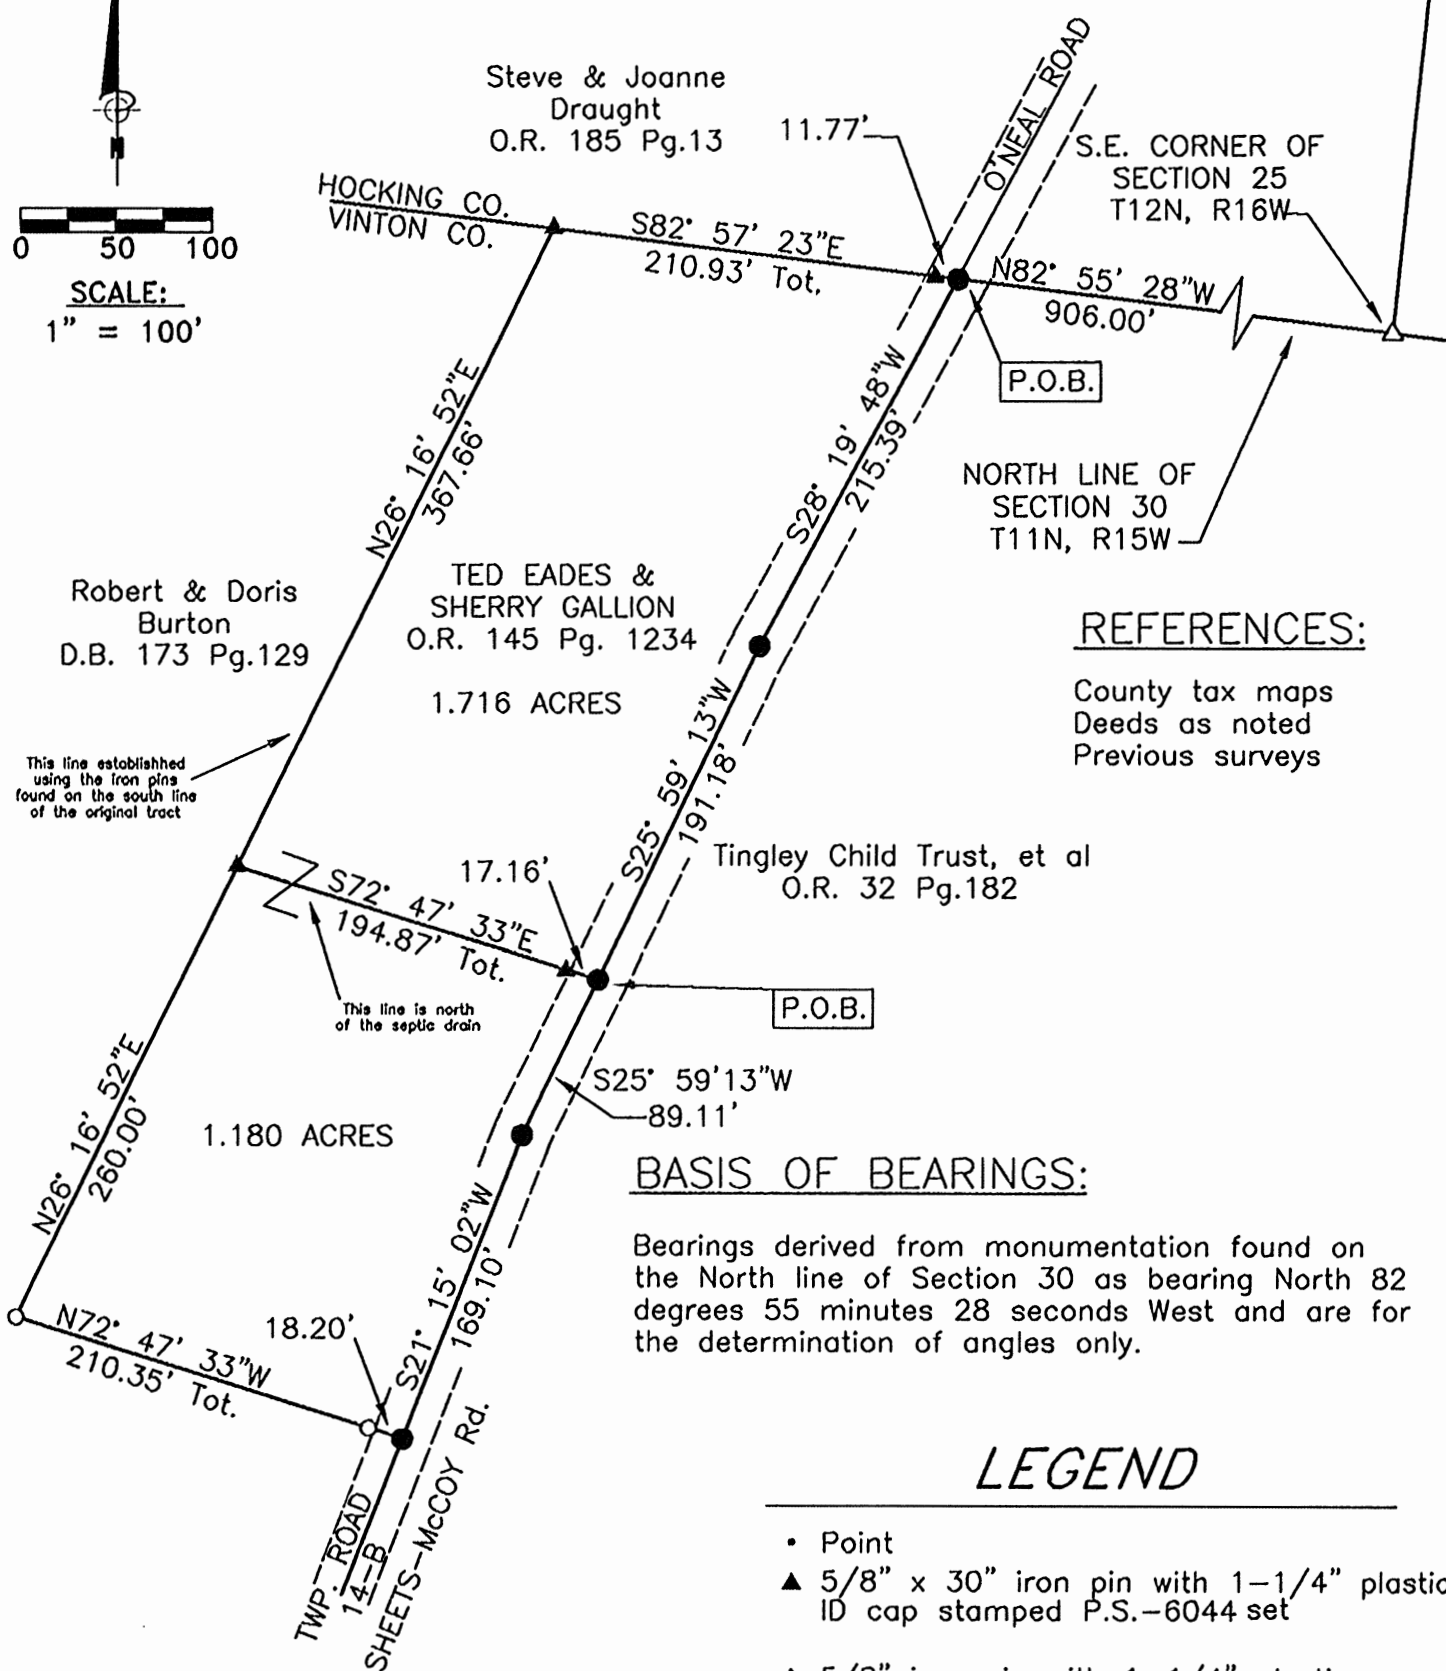 N
0 50 100
SCALE:
1" = 100'
Steve & Joanne
Draught
O.R. 185 Pg.13
11.77'
O'NEAL ROAD
S.E. CORNER OF
SECTION 25
T12N, R16W
HOCKING CO.
VINTON CO.
S82° 57' 23"E
210.93' Tot.
N82° 55' 28"W
906.00'
P.O.B.
S28° 19' 48"W
215.39'
N26° 16' 52"E
367.66'
NORTH LINE OF
SECTION 30
T11N, R15W
Robert & Doris
Burton
D.B. 173 Pg.129
TED EADES &
SHERRY GALLION
O.R. 145 Pg. 1234
1.716 ACRES
REFERENCES:
County tax maps
Deeds as noted
Previous surveys
This line establishhed
using the iron pins
found on the south line
of the original tract
S25° 59' 13"W
191.18'
Tingley Child Trust, et al
O.R. 32 Pg.182
17.16'
S72° 47' 33"E
194.87' Tot.
This line is north
of the septic drain
P.O.B.
S25° 59'13"W
89.11'
N26° 16' 52"E
260.00'
1.180 ACRES
BASIS OF BEARINGS:
Bearings derived from monumentation found on
the North line of Section 30 as bearing North 82
degrees 55 minutes 28 seconds West and are for
the determination of angles only.
S21° 15' 02"W
169.10'
18.20'
N72° 47' 33"W
210.35' Tot.
TWP. ROAD
14-B
SHEETS-McCOY Rd.
LEGEND
• Point
▲ 5/8" x 30" iron pin with 1-1/4" plastic
ID cap stamped P.S.-6044 set